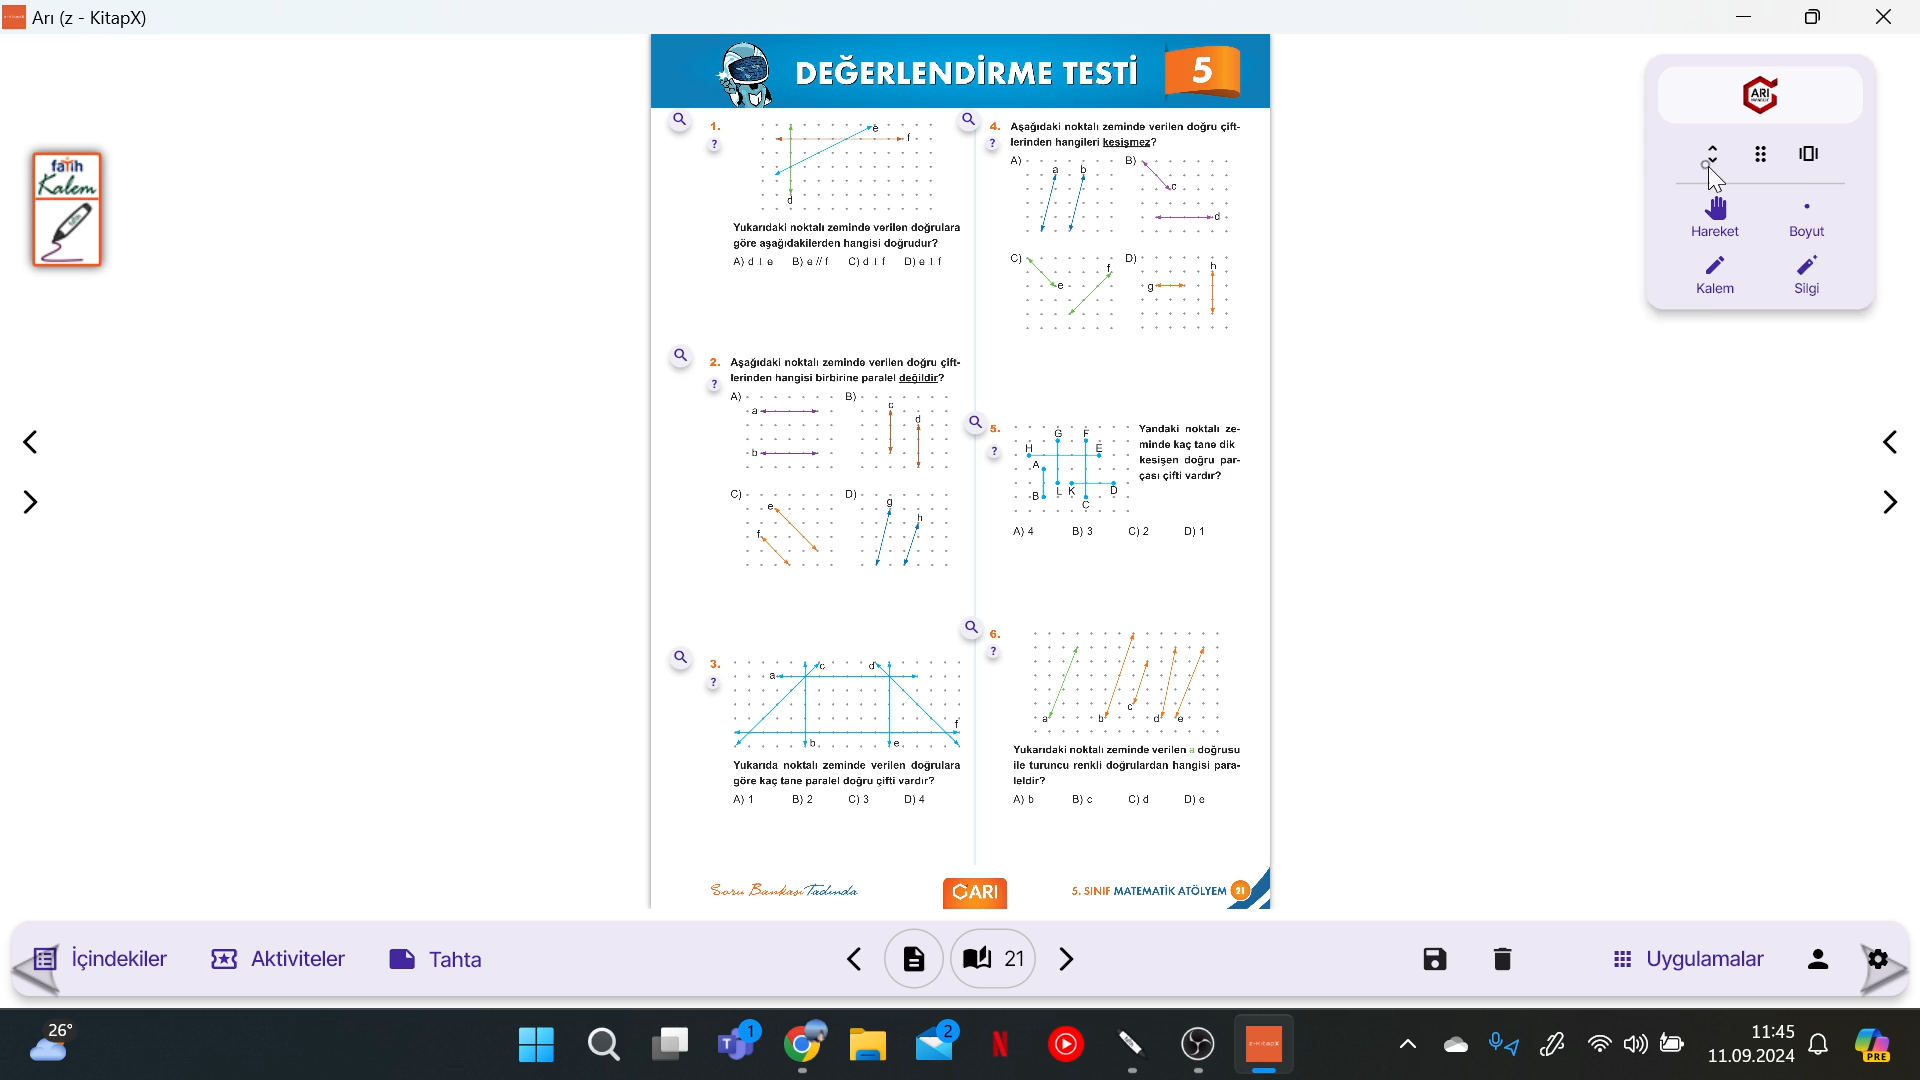 Arı (z - KitapX)
DEĞERLENDİRME TESTİ 5
fatih
Kalem
1.
?
e
f
d
Yukarıdaki noktalı zeminde verilen doğrulara
göre aşağıdakilerden hangisi doğrudur?
A) d ⊥ e B) e // f C) d ⊥ f D) e ⊥ f
2. Aşağıdaki noktalı zeminde verilen doğru çift-
? lerinden hangisi birbirine paralel değildir?
A) B)
a
b
c
d
C) D)
e
f
g
h
3.
?
a
c
d
f
b
e
Yukarıda noktalı zeminde verilen doğrulara
göre kaç tane paralel doğru çifti vardır?
A) 1 B) 2 C) 3 D) 4
4. Aşağıdaki noktalı zeminde verilen doğru çift-
? lerinden hangileri kesişmez?
A) B)
a b
c
d
C) D)
e
f
g
h
5.
?
G F
H E
A
B L K D
C
Yandaki noktalı ze-
minde kaç tane dik
kesişen doğru par-
çası çifti vardır?
A) 4 B) 3 C) 2 D) 1
6.
?
a b c d e
Yukarıdaki noktalı zeminde verilen a doğrusu
ile turuncu renkli doğrulardan hangisi para-
leldir?
A) b B) c C) d D) e
Soru Bankası Tadında
ARI
5. SINIF MATEMATİK ATÖLYEM 21
ARI
Hareket Boyut
Kalem Silgi
İçindekiler Aktiviteler Tahta 21 Uygulamalar
26°
1
2
11:45
11.09.2024
PRE